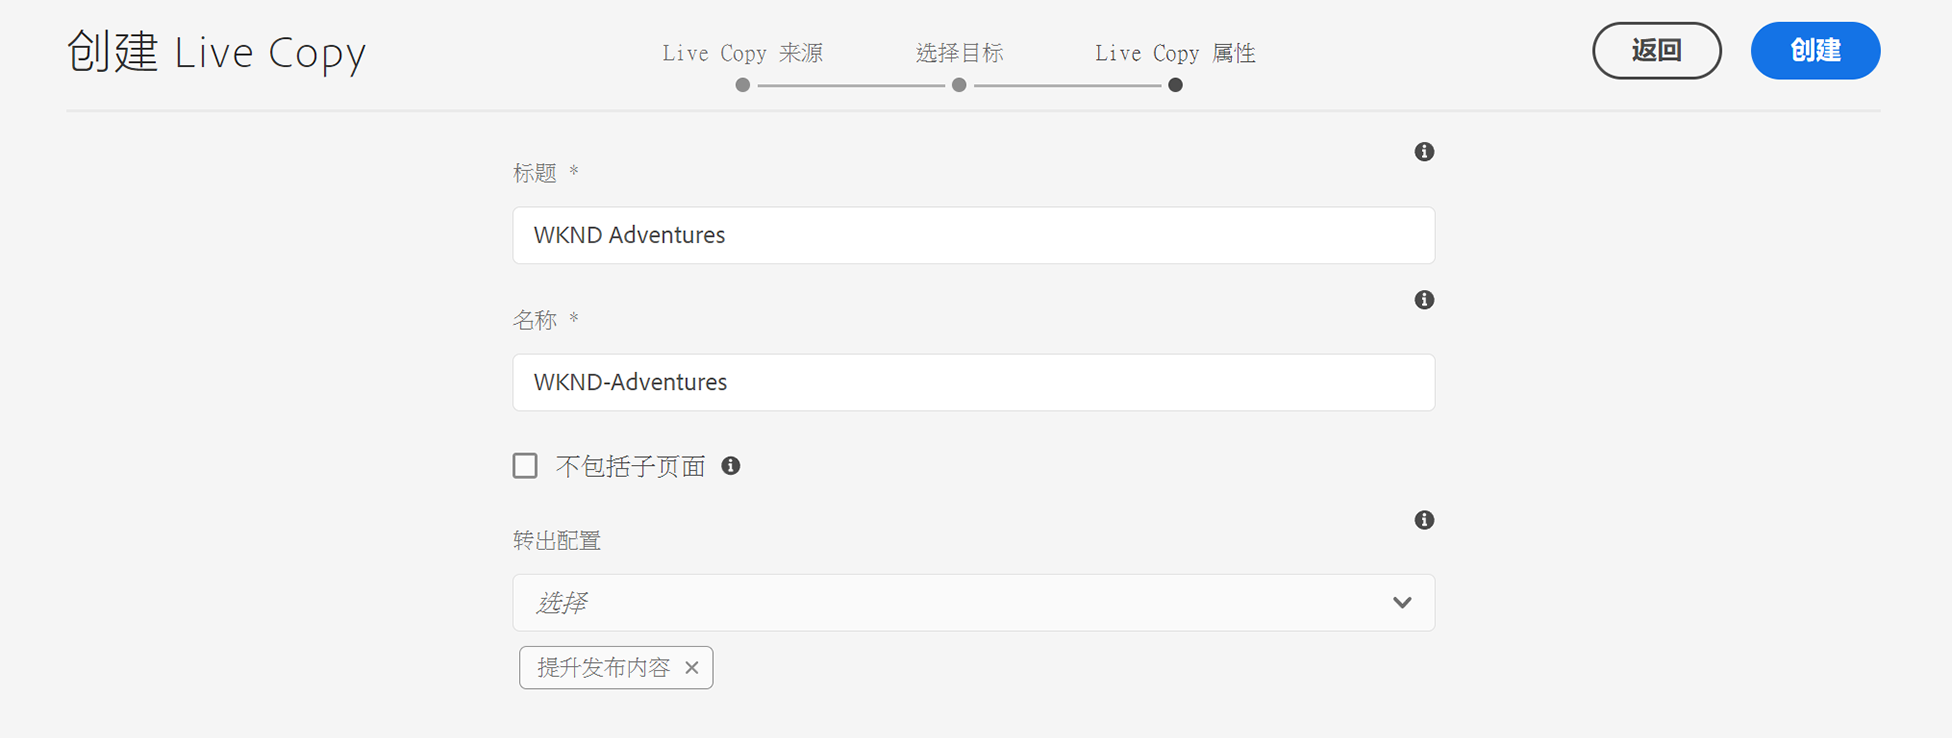 创建 Live Copy
Live Copy 来源
选择目标
Live Copy 属性
返回
创建
标题 *
WKND Adventures
名称 *
WKND-Adventures
不包括子页面
转出配置
选择
提升发布内容